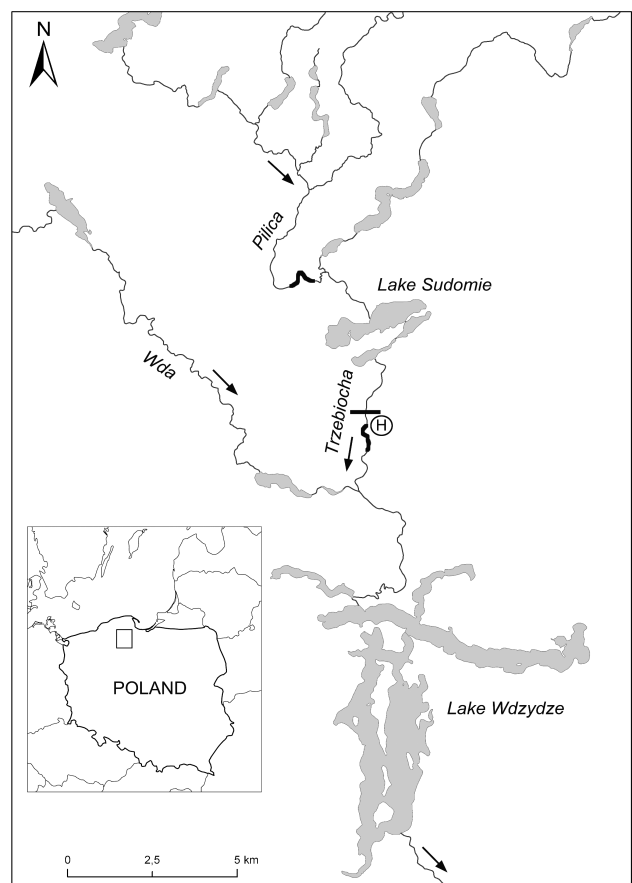 N
Pilica
Lake Sudomie
Wda
Trzebiocha
H
POLAND
Lake Wdzydze
0 2,5 5 km